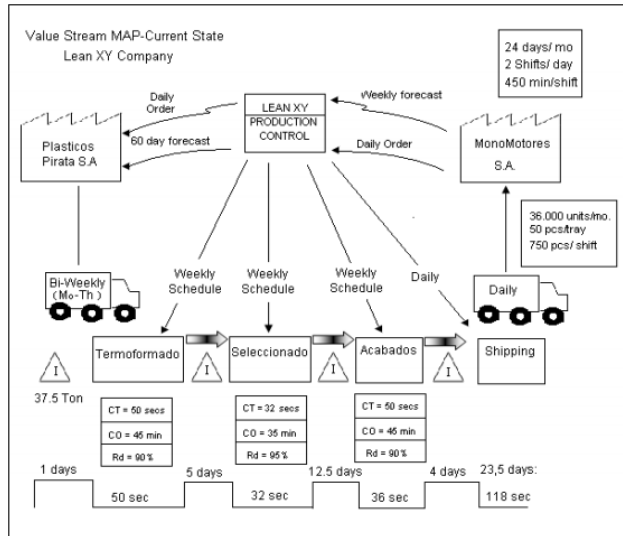 Value Stream MAP-Current State
Lean XY Company
24 days/ mo
2 Shifts/ day
450 min/shift
Daily
Order
Weekly forecast
LEAN XY
PRODUCTION
CONTROL
60 day forecast
Daily Order
Plasticos
Pirata S.A
MonoMotores
S.A.
36.000 units/mo.
50 pcs/tray
750 pcs/ shift
Bi-Weekly
(Mo-Th)
Weekly
Schedule
Weekly
Schedule
Weekly
Schedule
Daily
Daily
Termoformado
Seleccionado
Acabados
Shipping
I
I
I
I
37.5 Ton
CT = 50 secs
CO = 45 min
Rd = 90%
CT = 32 secs
CO = 35 min
Rd = 95%
CT = 50 secs
CO = 45 min
Rd = 90%
1 days
5 days
12.5 days
4 days
23,5 days:
50 sec
32 sec
36 sec
118 sec